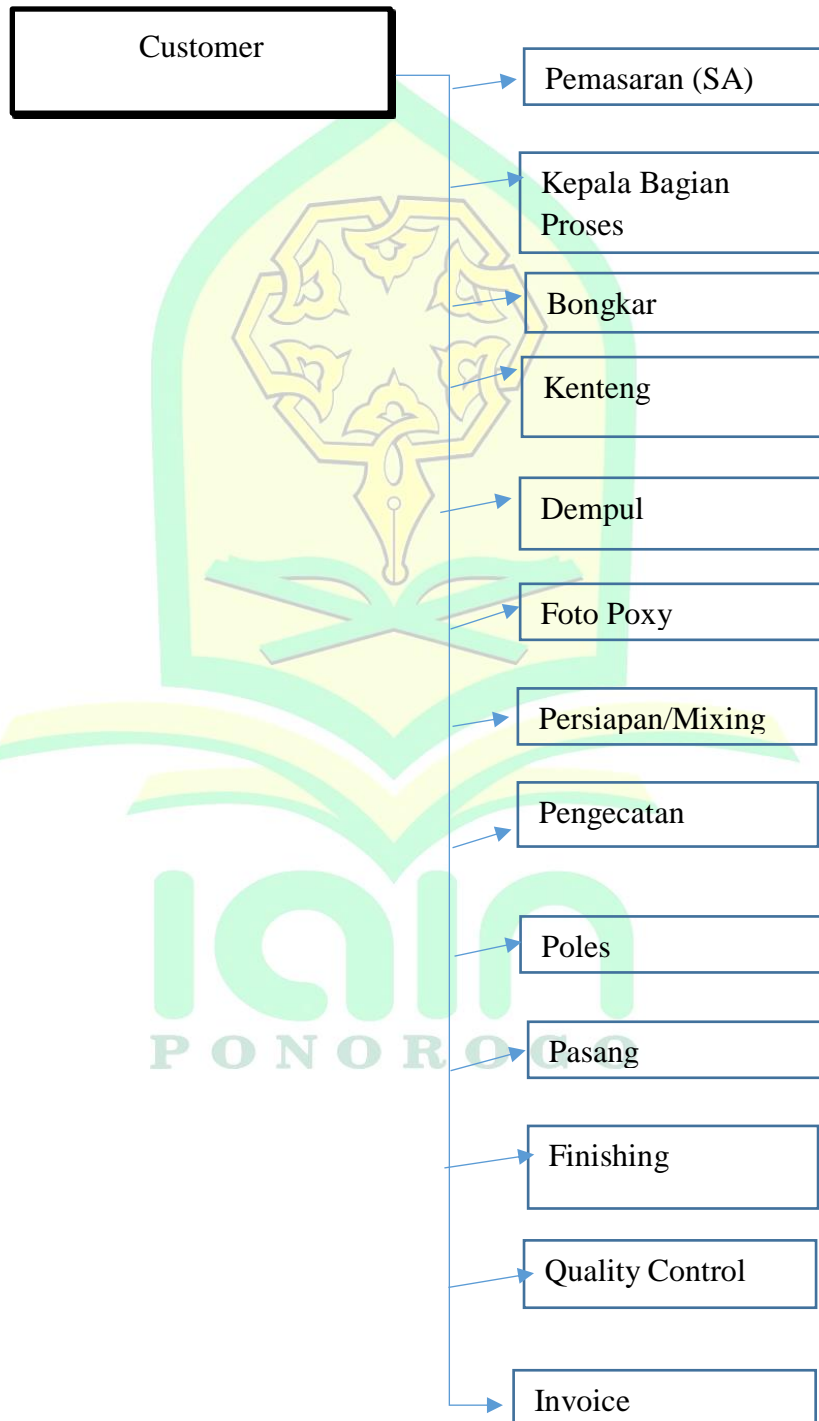 Customer
Pemasaran (SA)
Kepala Bagian
Proses
Bongkar
Kenteng
Dempul
Foto Poxy
Persiapan/Mixing
Pengecatan
Poles
Pasang
Finishing
Quality Control
Invoice
IAIN
PONOROGO